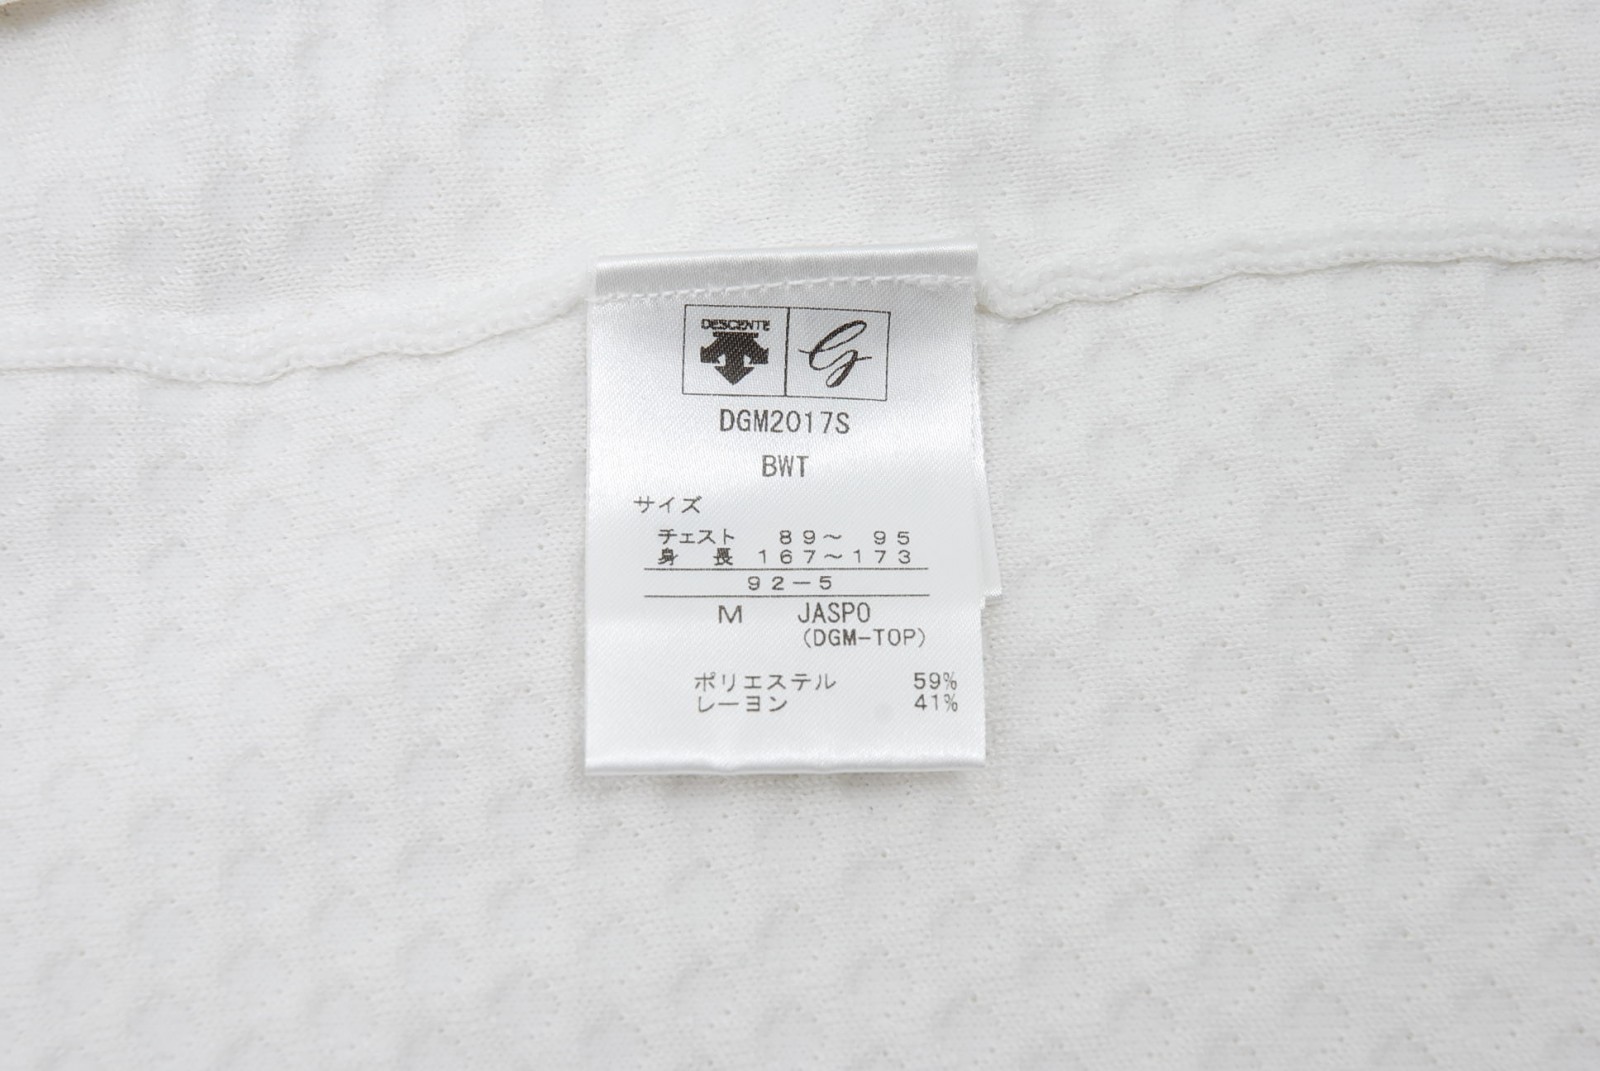 DESCENTE
DGM2017S
BWT
サイズ
チェスト 89〜 95
身 長 167〜173
92-5
M JASPO
(DGM-TOP)
ポリエステル 59%
レーヨン 41%